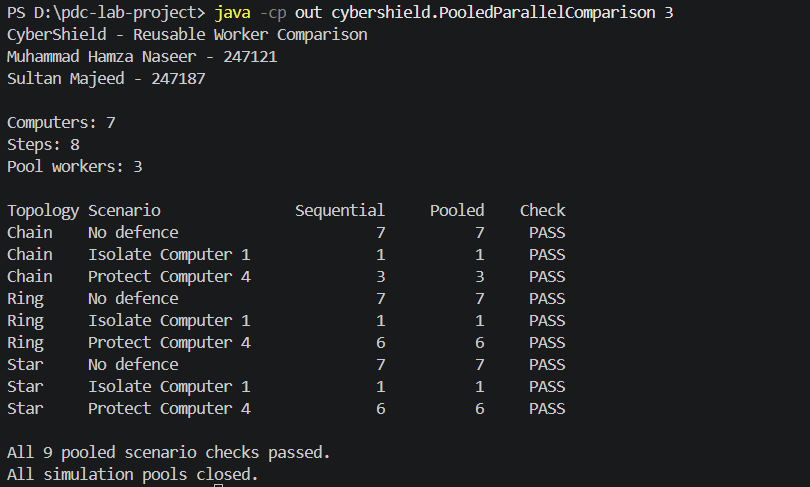 PS D:\pdc-lab-project> java -cp out cybershield.PooledParallelComparison 3
CyberShield - Reusable Worker Comparison
Muhammad Hamza Naseer - 247121
Sultan Majeed - 247187
Computers: 7
Steps: 8
Pool workers: 3
Topology Scenario Sequential Pooled Check
Chain No defence 7 7 PASS
Chain Isolate Computer 1 1 1 PASS
Chain Protect Computer 4 3 3 PASS
Ring No defence 7 7 PASS
Ring Isolate Computer 1 1 1 PASS
Ring Protect Computer 4 6 6 PASS
Star No defence 7 7 PASS
Star Isolate Computer 1 1 1 PASS
Star Protect Computer 4 6 6 PASS
All 9 pooled scenario checks passed.
All simulation pools closed.